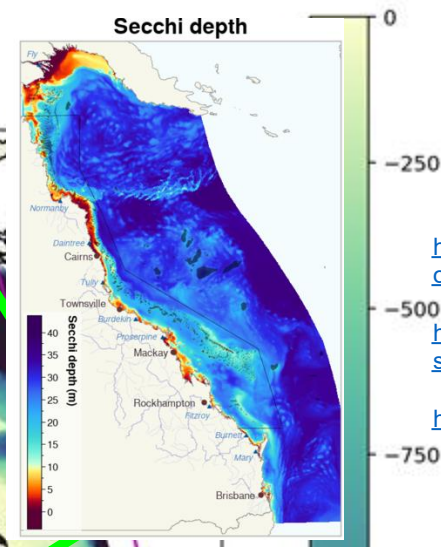 Secchi depth
Fly
Normanby
Daintree
Cairns
Tully
Townsville
Burdekin
Proserpine
Mackay
Rockhampton
Fitzroy
Burnett
Mary
Brisbane
Secchi depth (m)
40
35
30
25
20
15
10
5
0
0
−250
−500
−750
h
c
h
s
h